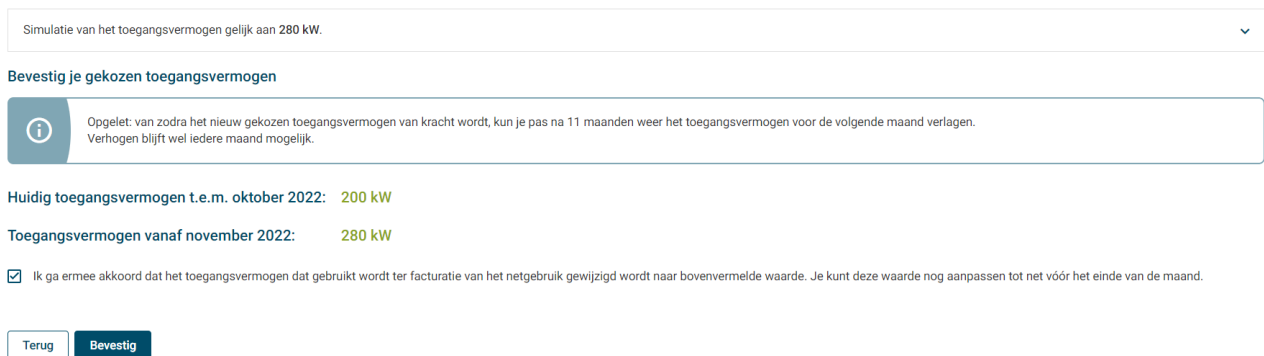 Simulatie van het toegangsvermogen gelijk aan 280 kW.
Bevestig je gekozen toegangsvermogen
Opgelet: van zodra het nieuw gekozen toegangsvermogen van kracht wordt, kun je pas na 11 maanden weer het toegangsvermogen voor de volgende maand verlagen.
Verhogen blijft wel iedere maand mogelijk.
Huidig toegangsvermogen t.e.m. oktober 2022: 200 kW
Toegangsvermogen vanaf november 2022: 280 kW
Ik ga ermee akkoord dat het toegangsvermogen dat gebruikt wordt ter facturatie van het netgebruik gewijzigd wordt naar bovenvermelde waarde. Je kunt deze waarde nog aanpassen tot net vóór het einde van de maand.
Terug Bevestig